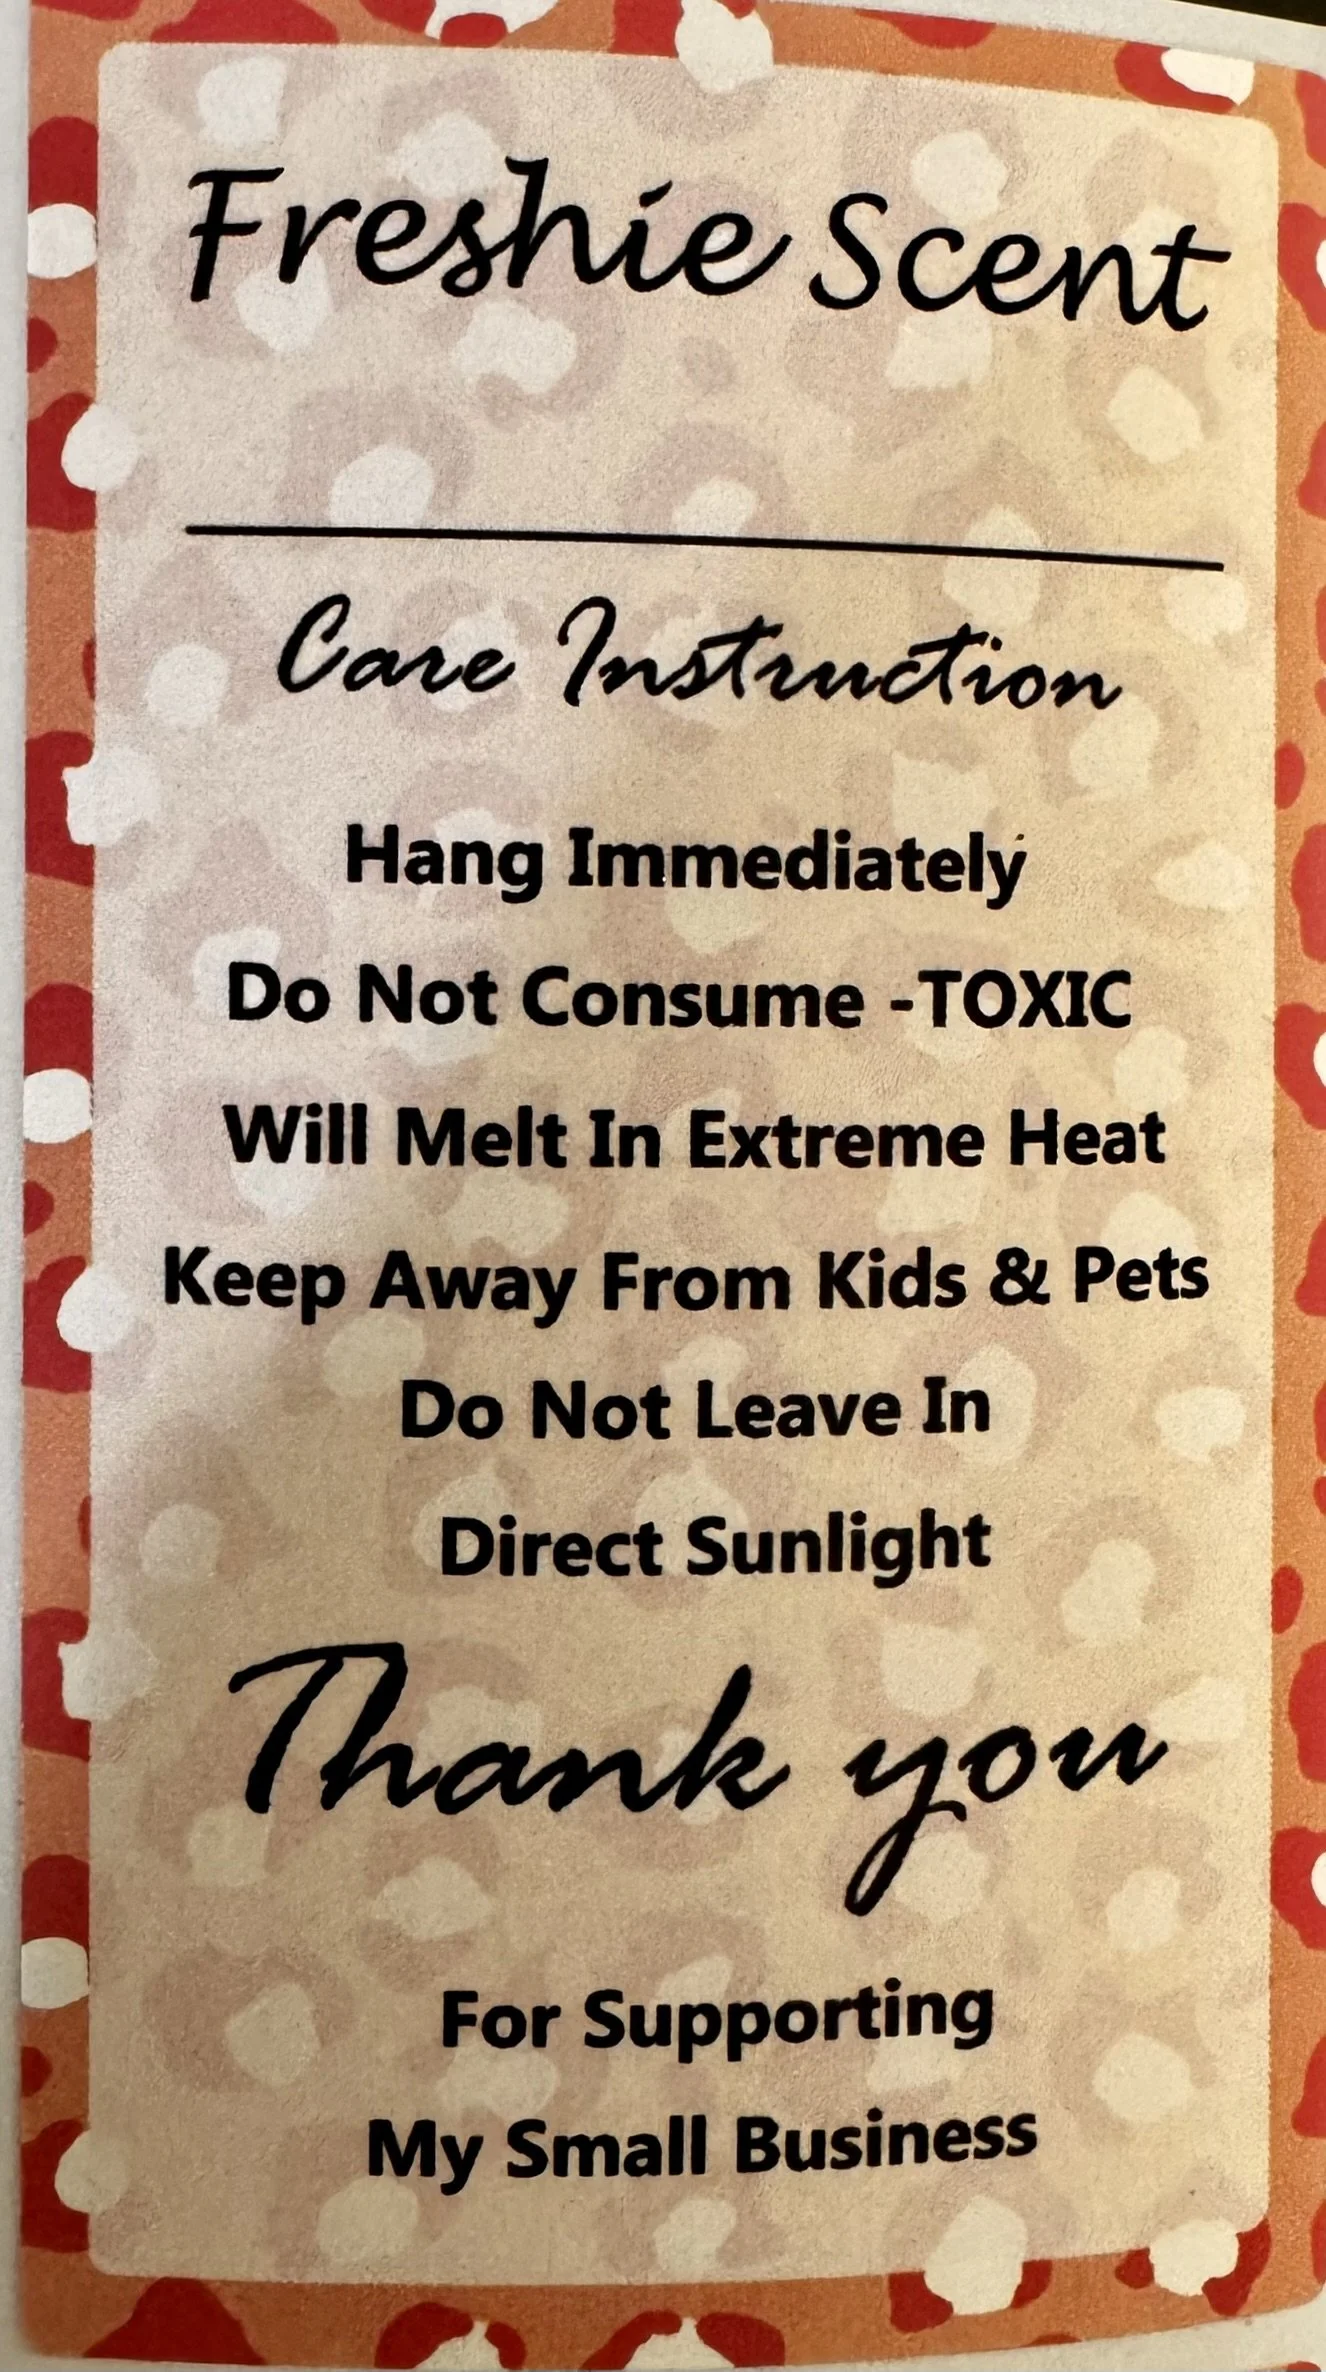 Freshie Scent
Care Instruction
Hang Immediately
Do Not Consume -TOXIC
Will Melt In Extreme Heat
Keep Away From Kids & Pets
Do Not Leave In
Direct Sunlight
Thank you
For Supporting
My Small Business